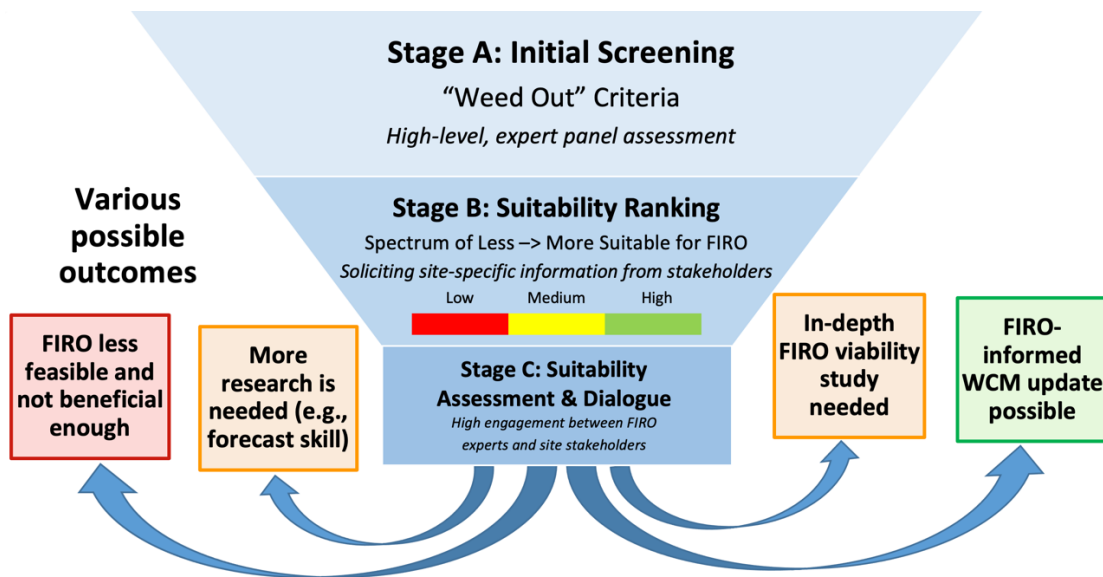 Stage A: Initial Screening
“Weed Out” Criteria
High-level, expert panel assessment
Various
possible
outcomes
Stage B: Suitability Ranking
Spectrum of Less –> More Suitable for FIRO
Soliciting site-specific information from stakeholders
Low Medium High
FIRO less
feasible and
not beneficial
enough
More
research is
needed (e.g.,
forecast skill)
Stage C: Suitability
Assessment & Dialogue
High engagement between FIRO
experts and site stakeholders
In-depth
FIRO viability
study
needed
FIRO-
informed
WCM update
possible